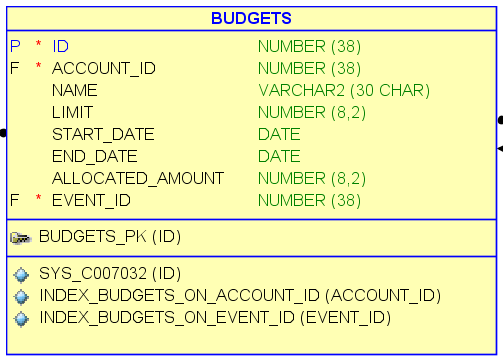 BUDGETS
P * ID NUMBER (38)
F * ACCOUNT_ID NUMBER (38)
NAME VARCHAR2 (30 CHAR)
LIMIT NUMBER (8,2)
START_DATE DATE
END_DATE DATE
ALLOCATED_AMOUNT NUMBER (8,2)
F * EVENT_ID NUMBER (38)
BUDGETS_PK (ID)
SYS_C007032 (ID)
INDEX_BUDGETS_ON_ACCOUNT_ID (ACCOUNT_ID)
INDEX_BUDGETS_ON_EVENT_ID (EVENT_ID)